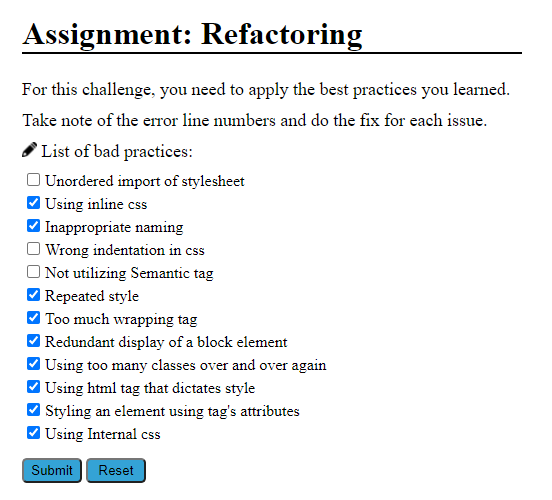 Assignment: Refactoring
For this challenge, you need to apply the best practices you learned.
Take note of the error line numbers and do the fix for each issue.
List of bad practices:
Unordered import of stylesheet
Using inline css
Inappropriate naming
Wrong indentation in css
Not utilizing Semantic tag
Repeated style
Too much wrapping tag
Redundant display of a block element
Using too many classes over and over again
Using html tag that dictates style
Styling an element using tag's attributes
Using Internal css
Submit Reset